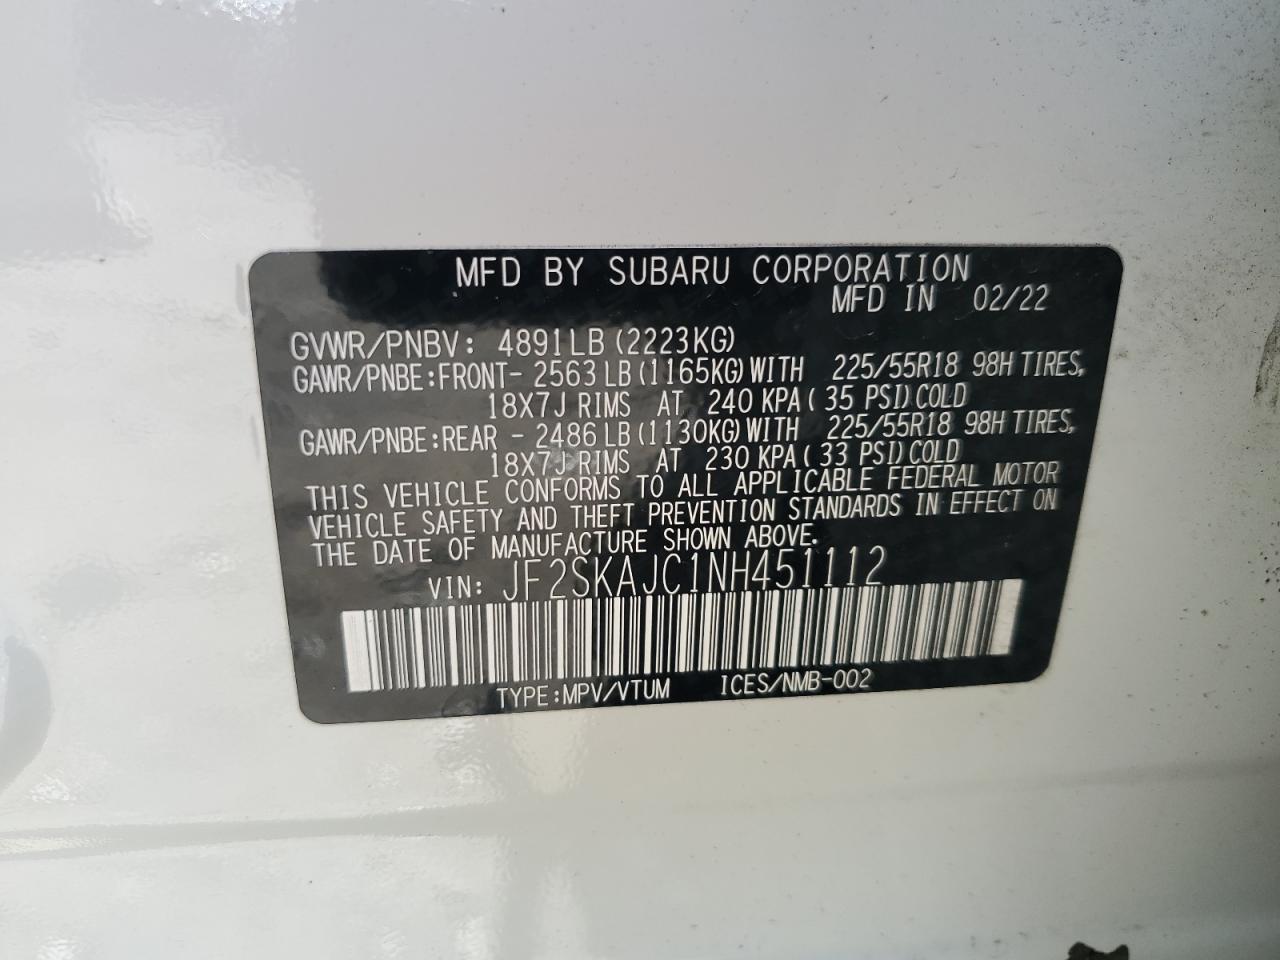 MFD BY SUBARU CORPORATION
MFD IN 02/22
GVWR/PNBV: 4891LB (2223KG)
GAWR/PNBE:FRONT- 2563LB (1165KG) WITH 225/55R18 98H TIRES,
18X7J RIMS AT 240 KPA ( 35 PSI) COLD
GAWR/PNBE:REAR - 2486LB (1130KG) WITH 225/55R18 98H TIRES,
18X7J RIMS AT 230 KPA ( 33 PSI) COLD
THIS VEHICLE CONFORMS TO ALL APPLICABLE FEDERAL MOTOR
VEHICLE SAFETY AND THEFT PREVENTION STANDARDS IN EFFECT ON
THE DATE OF MANUFACTURE SHOWN ABOVE.
VIN: JF2SKAJC1NH451112
TYPE:MPV/VTUM ICES/NMB-002